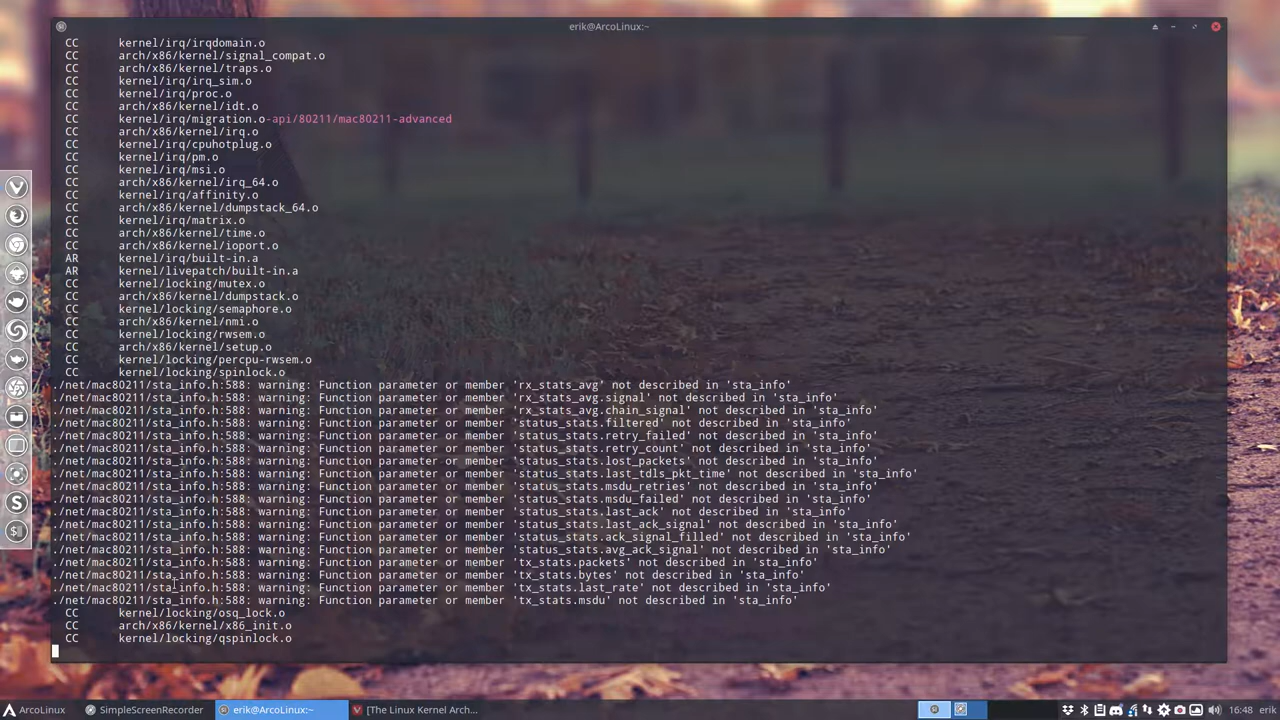 erik@ArcoLinux:~
CC kernel/irq/irqdomain.o
CC arch/x86/kernel/signal_compat.o
CC arch/x86/kernel/traps.o
CC kernel/irq/irq_sim.o
CC kernel/irq/proc.o
CC arch/x86/kernel/idt.o
CC kernel/irq/migration.o-api/80211/mac80211-advanced
CC arch/x86/kernel/irq.o
CC kernel/irq/cpuhotplug.o
CC kernel/irq/pm.o
CC kernel/irq/msi.o
CC arch/x86/kernel/irq_64.o
CC kernel/irq/affinity.o
CC arch/x86/kernel/dumpstack_64.o
CC kernel/irq/matrix.o
CC arch/x86/kernel/time.o
CC arch/x86/kernel/ioport.o
AR kernel/irq/built-in.a
AR kernel/livepatch/built-in.a
CC kernel/locking/mutex.o
CC arch/x86/kernel/dumpstack.o
CC kernel/locking/semaphore.o
CC arch/x86/kernel/nmi.o
CC kernel/locking/rwsem.o
CC arch/x86/kernel/setup.o
CC kernel/locking/percpu-rwsem.o
CC kernel/locking/spinlock.o
./net/mac80211/sta_info.h:588: warning: Function parameter or member 'rx_stats_avg' not described in 'sta_info'
./net/mac80211/sta_info.h:588: warning: Function parameter or member 'rx_stats_avg.signal' not described in 'sta_info'
./net/mac80211/sta_info.h:588: warning: Function parameter or member 'rx_stats_avg.chain_signal' not described in 'sta_info'
./net/mac80211/sta_info.h:588: warning: Function parameter or member 'status_stats.filtered' not described in 'sta_info'
./net/mac80211/sta_info.h:588: warning: Function parameter or member 'status_stats.retry_failed' not described in 'sta_info'
./net/mac80211/sta_info.h:588: warning: Function parameter or member 'status_stats.retry_count' not described in 'sta_info'
./net/mac80211/sta_info.h:588: warning: Function parameter or member 'status_stats.lost_packets' not described in 'sta_info'
./net/mac80211/sta_info.h:588: warning: Function parameter or member 'status_stats.last_tdls_pkt_time' not described in 'sta_info'
./net/mac80211/sta_info.h:588: warning: Function parameter or member 'status_stats.msdu_retries' not described in 'sta_info'
./net/mac80211/sta_info.h:588: warning: Function parameter or member 'status_stats.msdu_failed' not described in 'sta_info'
./net/mac80211/sta_info.h:588: warning: Function parameter or member 'status_stats.last_ack' not described in 'sta_info'
./net/mac80211/sta_info.h:588: warning: Function parameter or member 'status_stats.last_ack_signal' not described in 'sta_info'
./net/mac80211/sta_info.h:588: warning: Function parameter or member 'status_stats.ack_signal_filled' not described in 'sta_info'
./net/mac80211/sta_info.h:588: warning: Function parameter or member 'status_stats.avg_ack_signal' not described in 'sta_info'
./net/mac80211/sta_info.h:588: warning: Function parameter or member 'tx_stats.packets' not described in 'sta_info'
./net/mac80211/sta_info.h:588: warning: Function parameter or member 'tx_stats.bytes' not described in 'sta_info'
./net/mac80211/sta_info.h:588: warning: Function parameter or member 'tx_stats.last_rate' not described in 'sta_info'
./net/mac80211/sta_info.h:588: warning: Function parameter or member 'tx_stats.msdu' not described in 'sta_info'
CC kernel/locking/osq_lock.o
CC arch/x86/kernel/x86_init.o
CC kernel/locking/qspinlock.o
ArcoLinux SimpleScreenRecorder erik@ArcoLinux:~ [The Linux Kernel Arch... 16:48 erik